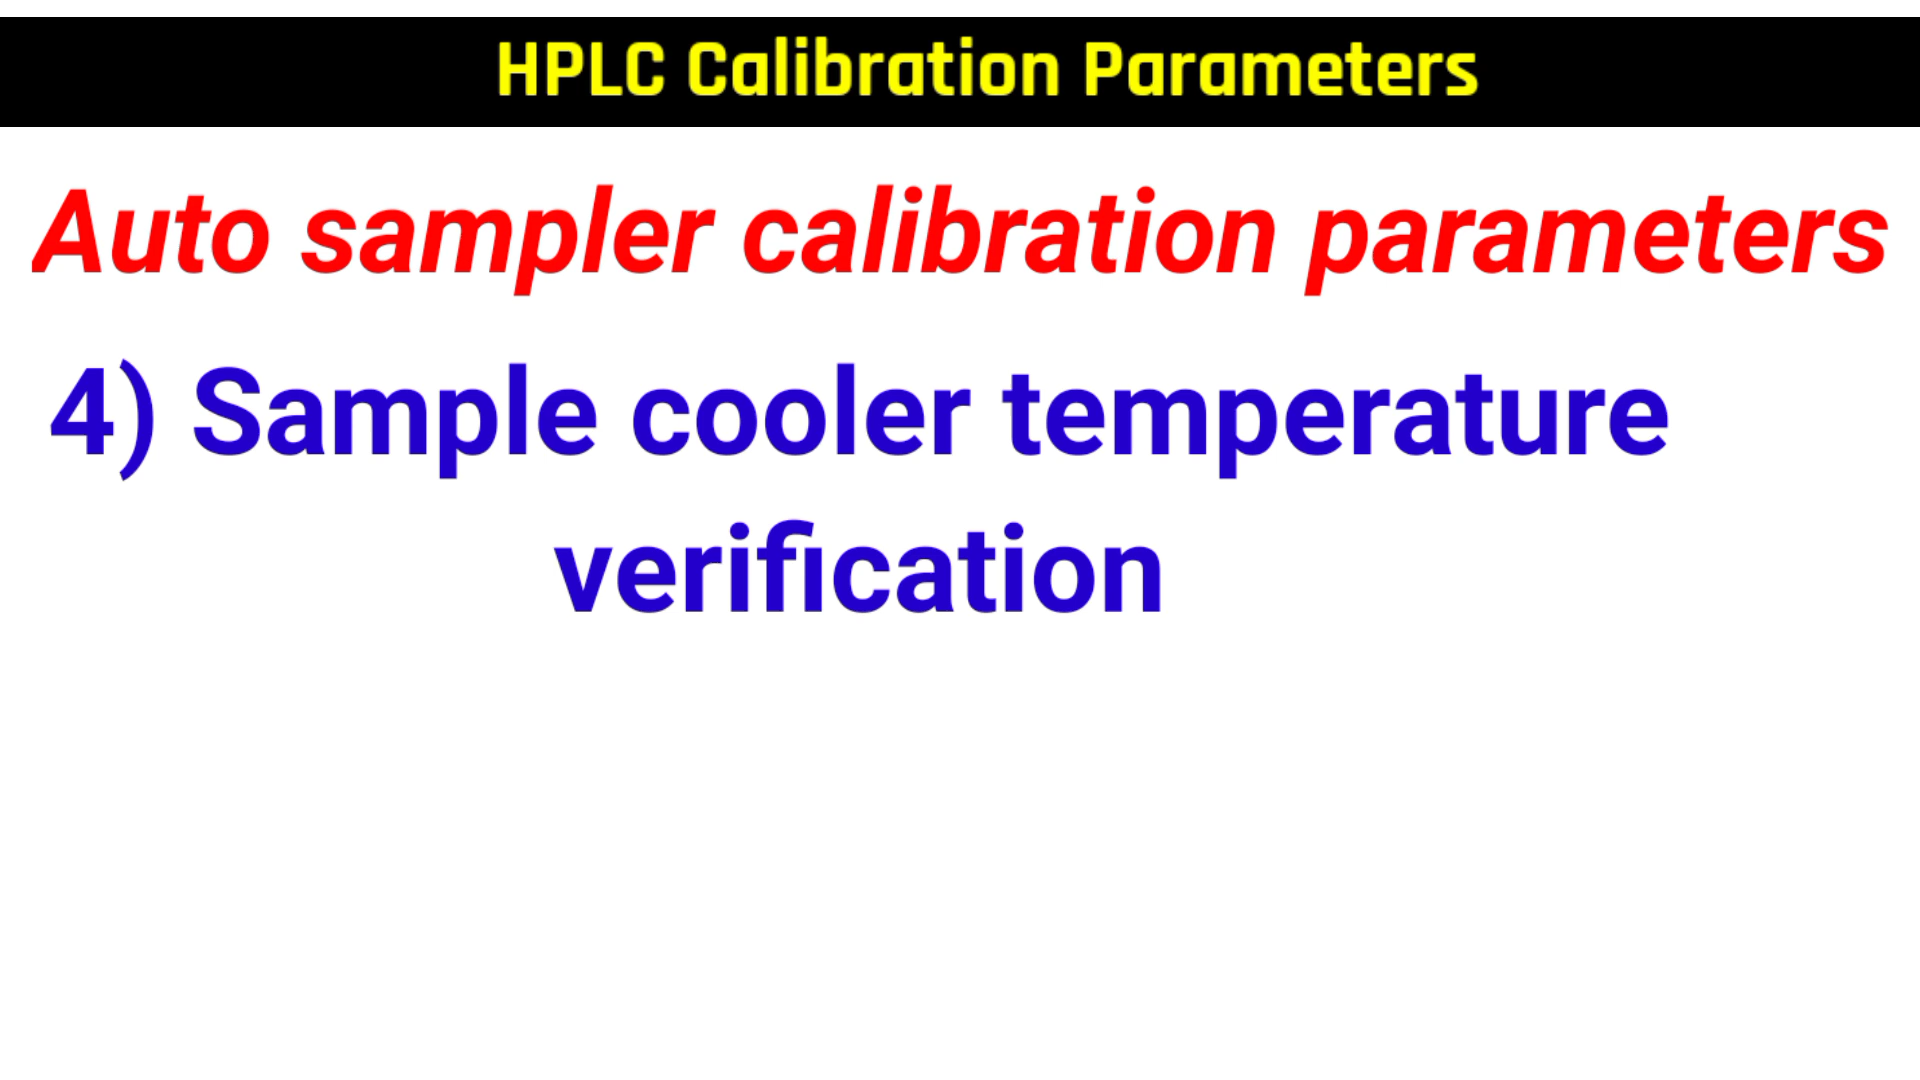 HPLC Calibration Parameters
Auto sampler calibration parameters
4) Sample cooler temperature
verification